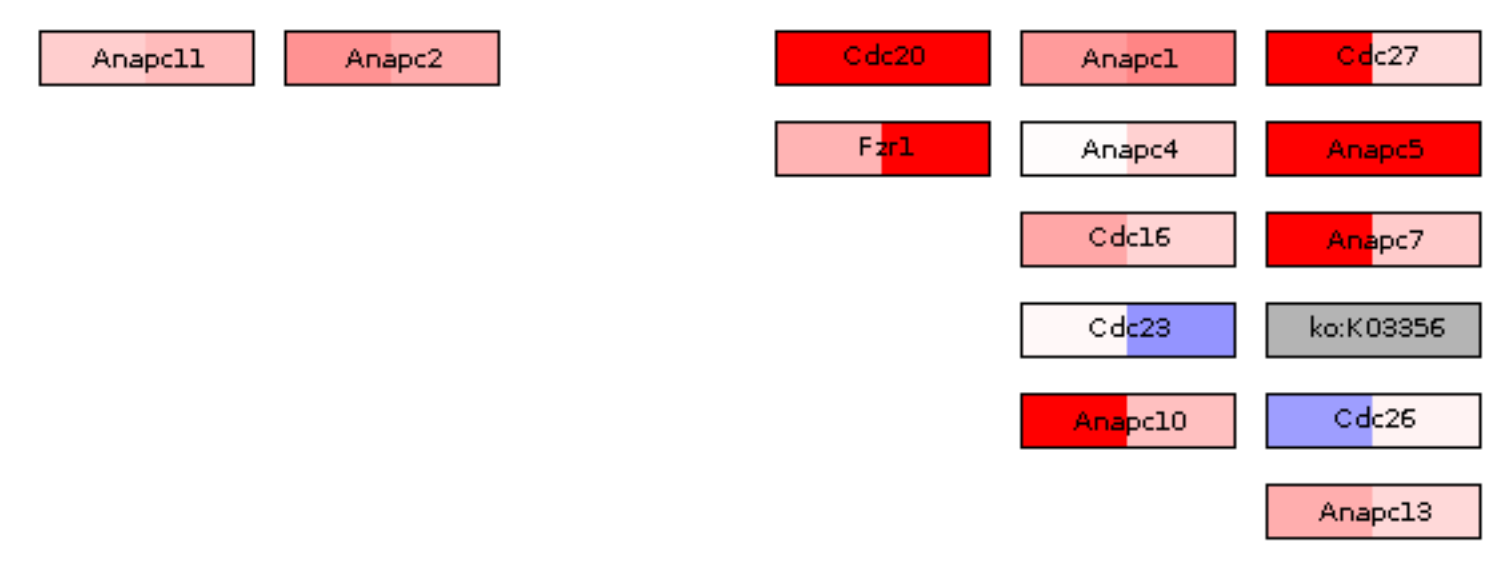 Anapc11 Anapc2 Cdc20 Anapc1 Cdc27
Fzr1 Anapc4 Anapc5
Cdc16 Anapc7
Cdc23 ko:K03356
Anapc10 Cdc26
Anapc13